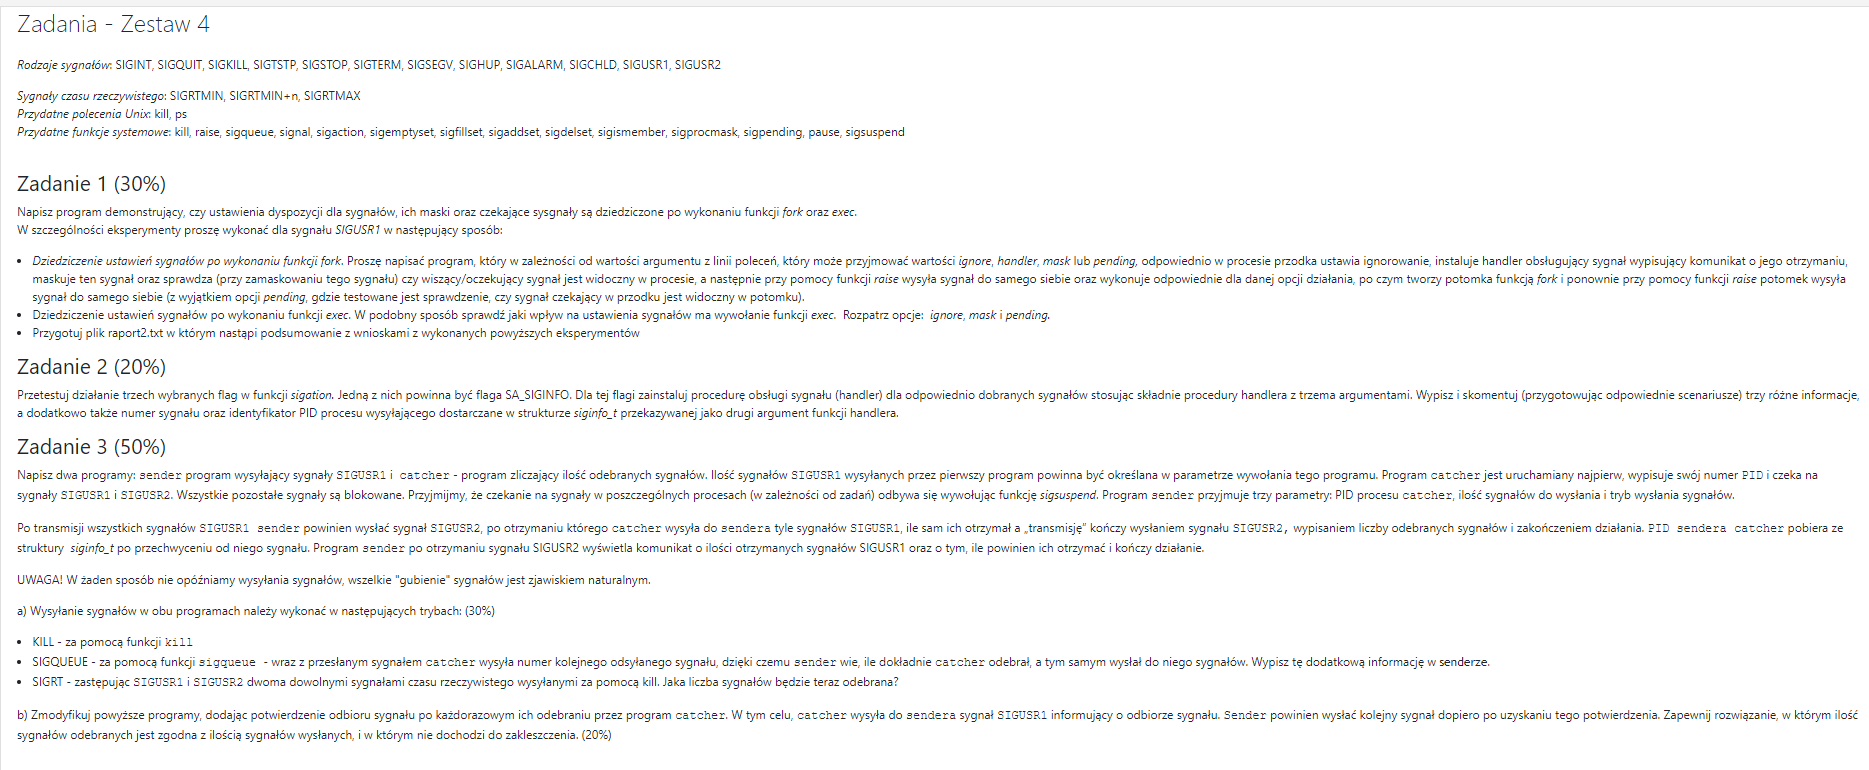 Zadania - Zestaw 4
Rodzaje sygnałów: SIGINT, SIGQUIT, SIGKILL, SIGTSTP, SIGSTOP, SIGTERM, SIGSEGV, SIGHUP, SIGALARM, SIGCHLD, SIGUSR1, SIGUSR2
Sygnały czasu rzeczywistego: SIGRTMIN, SIGRTMIN+n, SIGRTMAX
Przydatne polecenia Unix: kill, ps
Przydatne funkcje systemowe: kill, raise, sigqueue, signal, sigaction, sigemptyset, sigfillset, sigaddset, sigdelset, sigismember, sigprocmask, sigpending, pause, sigsuspend
Zadanie 1 (30%)
Napisz program demonstrujący, czy ustawienia dyspozycji dla sygnałów, ich maski oraz czekające sysgnały są dziedziczone po wykonaniu funkcji fork oraz exec.
W szczególności eksperymenty proszę wykonać dla sygnału SIGUSR1 w następujący sposób:
• Dziedziczenie ustawień sygnałów po wykonaniu funkcji fork. Proszę napisać program, który w zależności od wartości argumentu z linii poleceń, który może przyjmować wartości ignore, handler, mask lub pending, odpowiednio w procesie przodka ustawia ignorowanie, instaluje handler obsługujący sygnał wypisujący komunikat o jego otrzymaniu,
maskuje ten sygnał oraz sprawdza (przy zamaskowaniu tego sygnału) czy wiszący/oczekujący sygnał jest widoczny w procesie, a następnie przy pomocy funkcji raise wysyła sygnał do samego siebie oraz wykonuje odpowiednie dla danej opcji działania, po czym tworzy potomka funkcją fork i ponownie przy pomocy funkcji raise potomek wysyła
sygnał do samego siebie (z wyjątkiem opcji pending, gdzie testowane jest sprawdzenie, czy sygnał czekający w przodku jest widoczny w potomku).
• Dziedziczenie ustawień sygnałów po wykonaniu funkcji exec. W podobny sposób sprawdź jaki wpływ na ustawienia sygnałów ma wywołanie funkcji exec. Rozpatrz opcje: ignore, mask i pending.
• Przygotuj plik raport2.txt w którym nastąpi podsumowanie z wnioskami z wykonanych powyższych eksperymentów
Zadanie 2 (20%)
Przetestuj działanie trzech wybranych flag w funkcji sigation. Jedną z nich powinna być flaga SA_SIGINFO. Dla tej flagi zainstaluj procedurę obsługi sygnału (handler) dla odpowiednio dobranych sygnałów stosując składnie procedury handlera z trzema argumentami. Wypisz i skomentuj (przygotowując odpowiednie scenariusze) trzy różne informacje,
a dodatkowo także numer sygnału oraz identyfikator PID procesu wysyłającego dostarczane w strukturze siginfo_t przekazywanej jako drugi argument funkcji handlera.
Zadanie 3 (50%)
Napisz dwa programy: sender program wysyłający sygnały SIGUSR1 i catcher - program zliczający ilość odebranych sygnałów. Ilość sygnałów SIGUSR1 wysyłanych przez pierwszy program powinna być określana w parametrze wywołania tego programu. Program catcher jest uruchamiany najpierw, wypisuje swój numer PID i czeka na
sygnały SIGUSR1 i SIGUSR2. Wszystkie pozostałe sygnały są blokowane. Przyjmijmy, że czekanie na sygnały w poszczególnych procesach (w zależności od zadań) odbywa się wywołując funkcję sigsuspend. Program sender przyjmuje trzy parametry: PID procesu catcher, ilość sygnałów do wysłania i tryb wysłania sygnałów.
Po transmisji wszystkich sygnałów SIGUSR1 sender powinien wysłać sygnał SIGUSR2, po otrzymaniu którego catcher wysyła do sendera tyle sygnałów SIGUSR1, ile sam ich otrzymał a „transmisję" kończy wysłaniem sygnału SIGUSR2, wypisaniem liczby odebranych sygnałów i zakończeniem działania. PID sendera catcher pobiera ze
struktury siginfo_t po przechwyceniu od niego sygnału. Program sender po otrzymaniu sygnału SIGUSR2 wyświetla komunikat o ilości otrzymanych sygnałów SIGUSR1 oraz o tym, ile powinien ich otrzymać i kończy działanie.
UWAGA! W żaden sposób nie opóźniamy wysyłania sygnałów, wszelkie "gubienie" sygnałów jest zjawiskiem naturalnym.
a) Wysyłanie sygnałów w obu programach należy wykonać w następujących trybach: (30%)
• KILL - za pomocą funkcji kill
• SIGQUEUE - za pomocą funkcji sigqueue - wraz z przesłanym sygnałem catcher wysyła numer kolejnego odsyłanego sygnału, dzięki czemu sender wie, ile dokładnie catcher odebrał, a tym samym wysłał do niego sygnałów. Wypisz tę dodatkową informację w senderze.
• SIGRT - zastępując SIGUSR1 i SIGUSR2 dwoma dowolnymi sygnałami czasu rzeczywistego wysyłanymi za pomocą kill. Jaka liczba sygnałów będzie teraz odebrana?
b) Zmodyfikuj powyższe programy, dodając potwierdzenie odbioru sygnału po każdorazowym ich odebraniu przez program catcher. W tym celu, catcher wysyła do sendera sygnał SIGUSR1 informujący o odbiorze sygnału. Sender powinien wysłać kolejny sygnał dopiero po uzyskaniu tego potwierdzenia. Zapewnij rozwiązanie, w którym ilość
sygnałów odebranych jest zgodna z ilością sygnałów wysłanych, i w którym nie dochodzi do zakleszczenia. (20%)